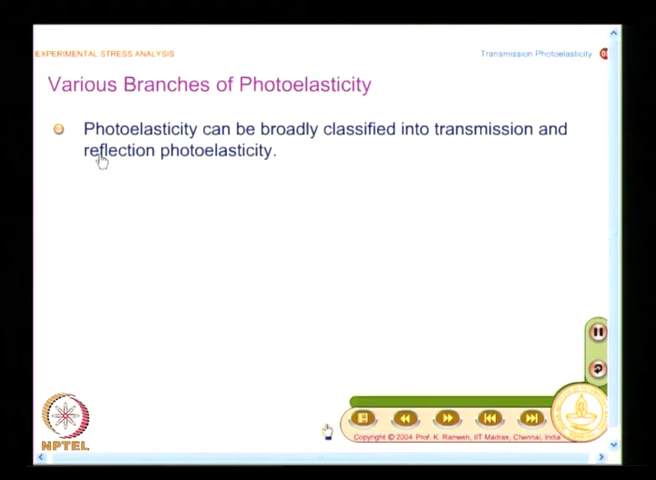 EXPERIMENTAL STRESS ANALYSIS
Transmission Photoelasticity
Various Branches of Photoelasticity
Photoelasticity can be broadly classified into transmission and
reflection photoelasticity.
NPTEL
Copyright © 2004 Prof. K. Ramesh, IIT Madras, Chennai, India